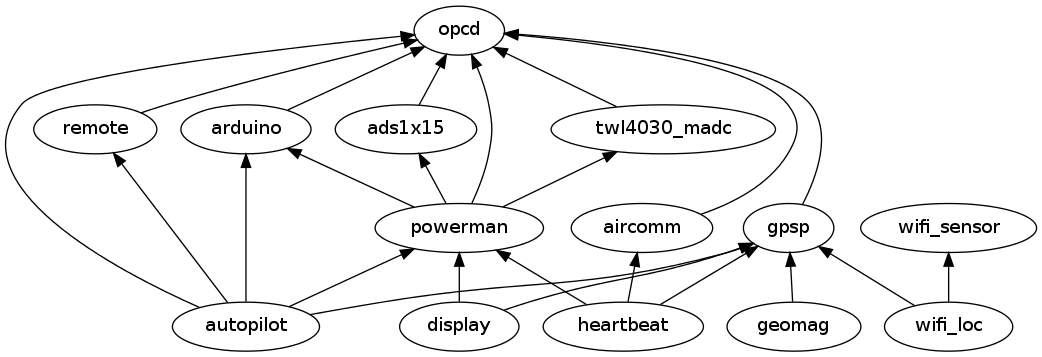 opcd
remote
arduino
ads1x15
twl4030_madc
powerman
aircomm
gpsp
wifi_sensor
autopilot
display
heartbeat
geomag
wifi_loc